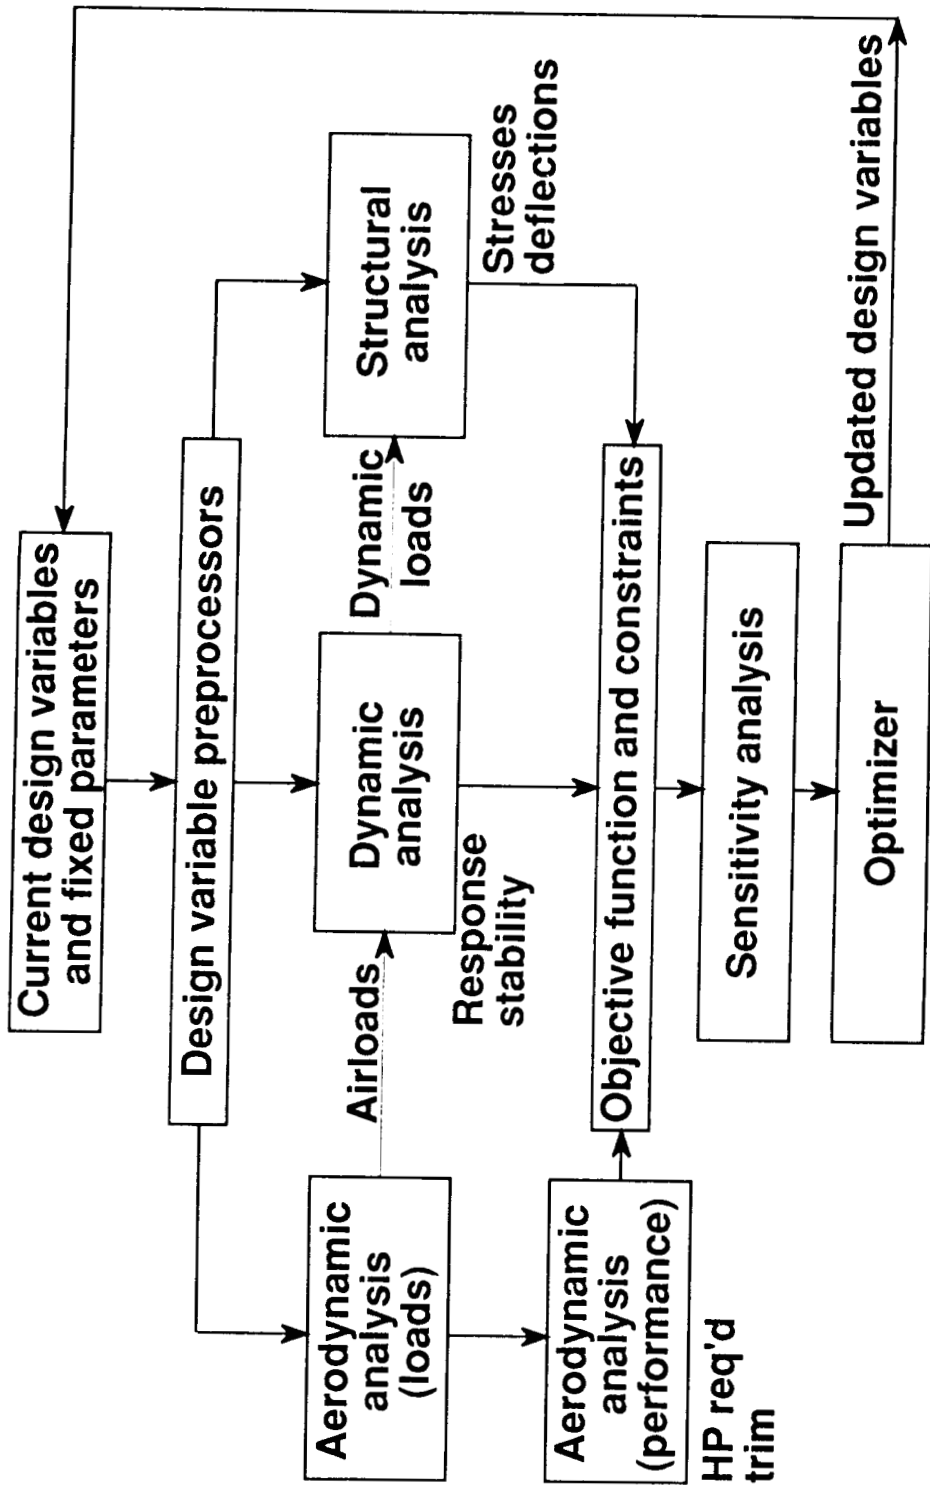 Current design variables
and fixed parameters
Design variable preprocessors
Aerodynamic
analysis
(loads)
Airloads
Dynamic
analysis
Dynamic
loads
Structural
analysis
Response
stability
Stresses
deflections
Aerodynamic
analysis
(performance)
HP req'd
trim
Objective function and constraints
Sensitivity analysis
Optimizer
Updated design variables